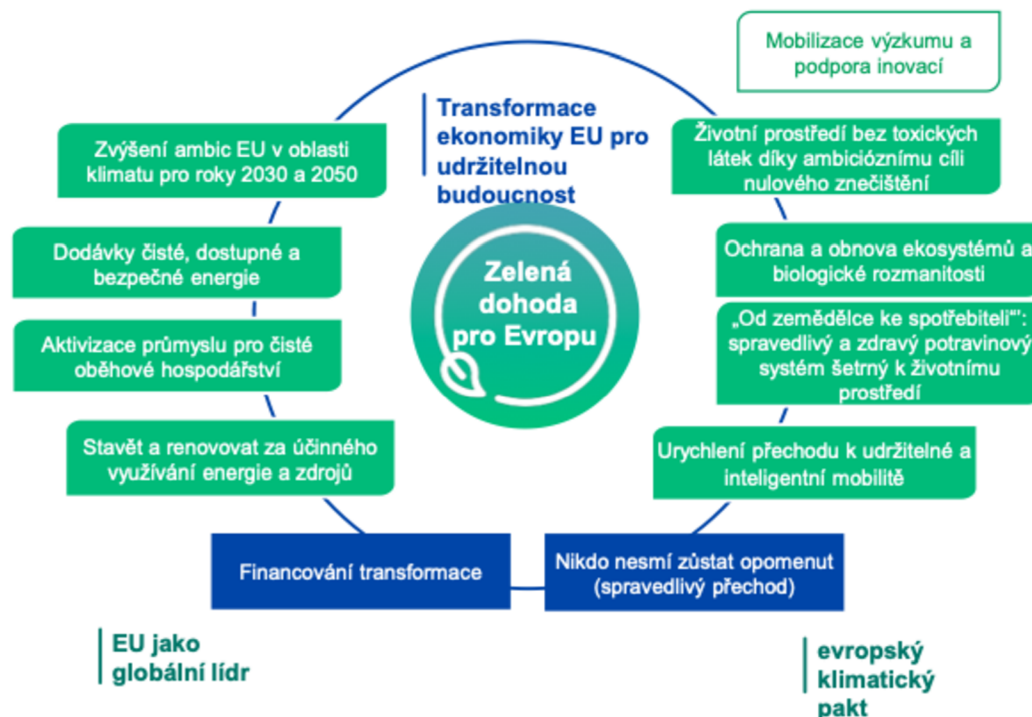 Mobilizace výzkumu a
podpora inovací
Transformace
ekonomiky EU pro
udržitelnou
budoucnost
Zvýšení ambic EU v oblasti
klimatu pro roky 2030 a 2050
Životní prostředí bez toxických
látek díky ambicióznímu cíli
nulového znečištění
Dodávky čisté, dostupné a
bezpečné energie
Ochrana a obnova ekosystémů a
biologické rozmanitosti
Zelená
dohoda
pro Evropu
Aktivizace průmyslu pro čisté
oběhové hospodářství
„Od zemědělce ke spotřebiteli“':
spravedlivý a zdravý potravinový
systém šetrný k životnímu
prostředí
Stavět a renovovat za účinného
využívání energie a zdrojů
Urychlení přechodu k udržitelné a
inteligentní mobilitě
Financování transformace
Nikdo nesmí zůstat opomenut
(spravedlivý přechod)
EU jako
globální lídr
evropský
klimatický
pakt